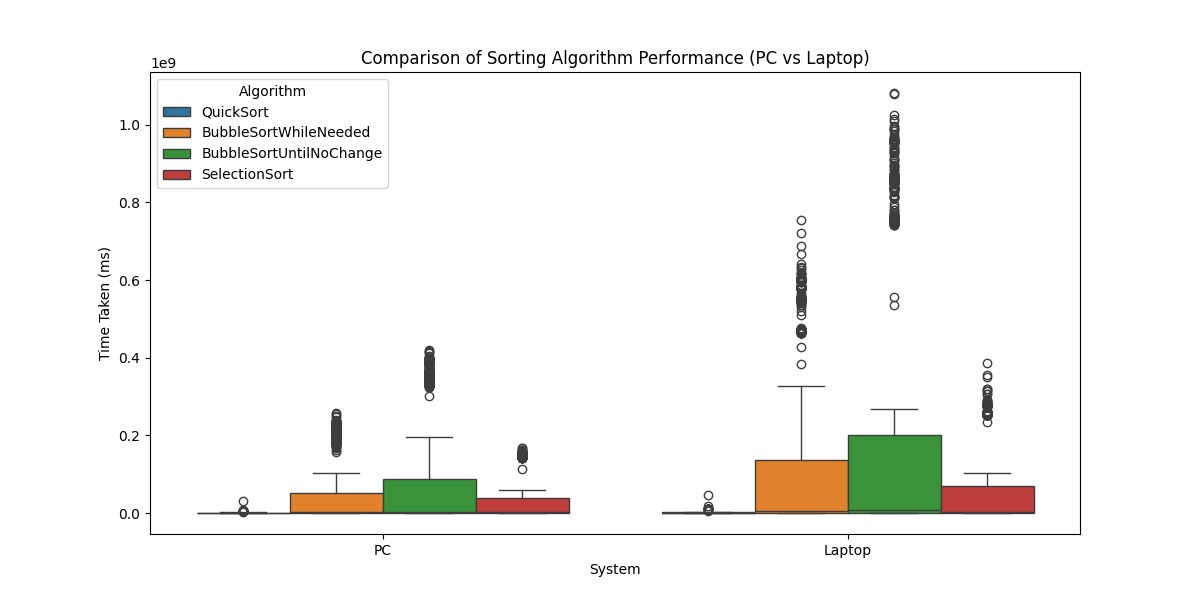 Comparison of Sorting Algorithm Performance (PC vs Laptop)
1e9
Algorithm
QuickSort
BubbleSortWhileNeeded
BubbleSortUntilNoChange
SelectionSort
Time Taken (ms)
1.0
0.8
0.6
0.4
0.2
0.0
PC
Laptop
System